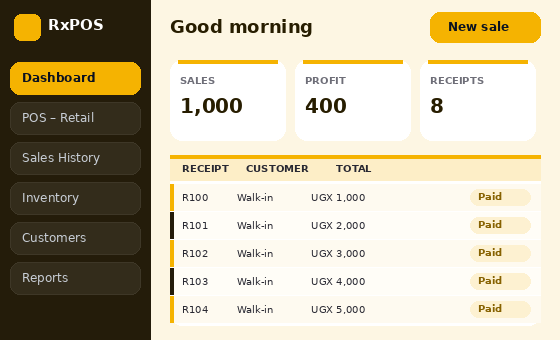 RxPOS
Dashboard
POS – Retail
Sales History
Inventory
Customers
Reports
Good morning
New sale
SALES
1,000
PROFIT
400
RECEIPTS
8
RECEIPT CUSTOMER TOTAL
R100 Walk-in UGX 1,000 Paid
R101 Walk-in UGX 2,000 Paid
R102 Walk-in UGX 3,000 Paid
R103 Walk-in UGX 4,000 Paid
R104 Walk-in UGX 5,000 Paid